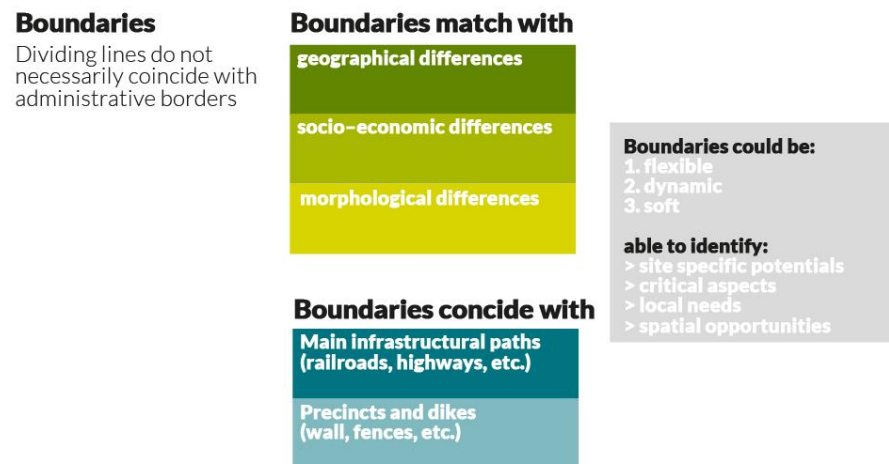 Boundaries
Dividing lines do not
necessarily coincide with
administrative borders
Boundaries match with
geographical differences
socio-economic differences
morphological differences
Boundaries concide with
Main infrastructural paths
(railroads, highways, etc.)
Precincts and dikes
(wall, fences, etc.)
Boundaries could be:
1. flexible
2. dynamic
3. soft
able to identify:
> site specific potentials
> critical aspects
> local needs
> spatial opportunities